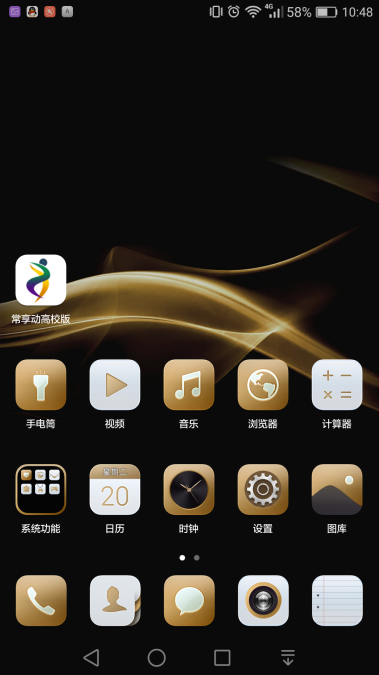 4G 58% 10:48
常享动高校版
手电筒 视频 音乐 浏览器 计算器
星期二
20
系统功能 日历 时钟 设置 图库